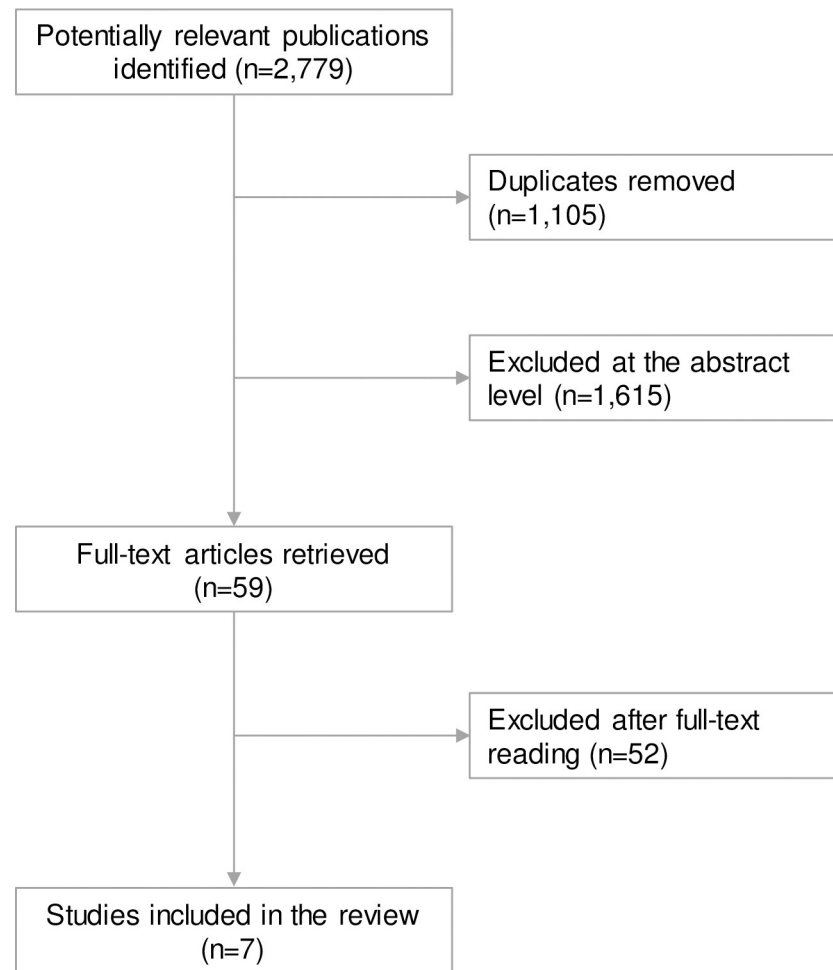 Potentially relevant publications
identified (n=2,779)
Duplicates removed
(n=1,105)
Excluded at the abstract
level (n=1,615)
Full-text articles retrieved
(n=59)
Excluded after full-text
reading (n=52)
Studies included in the review
(n=7)